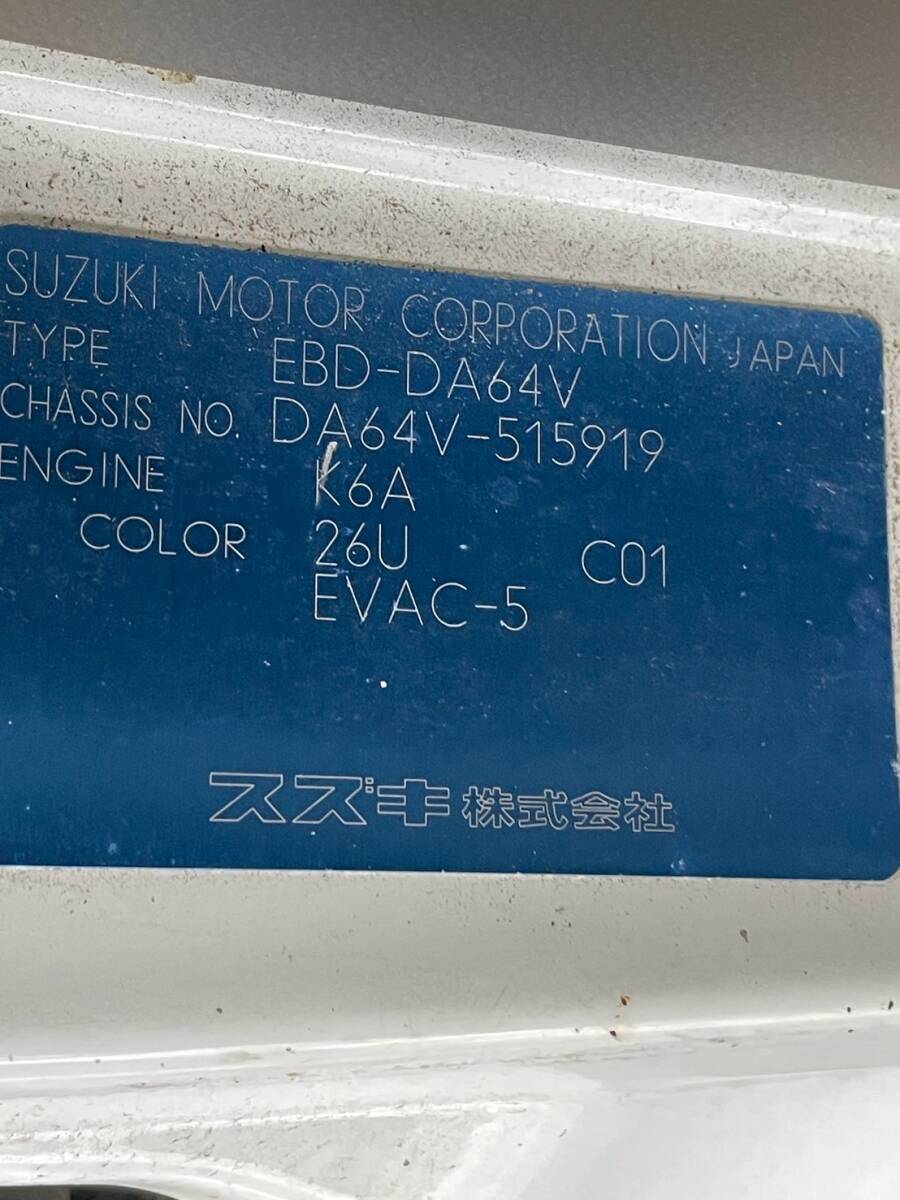 SUZUKI MOTOR CORPORATION JAPAN
TYPE EBD-DA64V
CHASSIS NO. DA64V-515919
ENGINE K6A
COLOR 26U C01
EVAC-5
スズキ株式会社